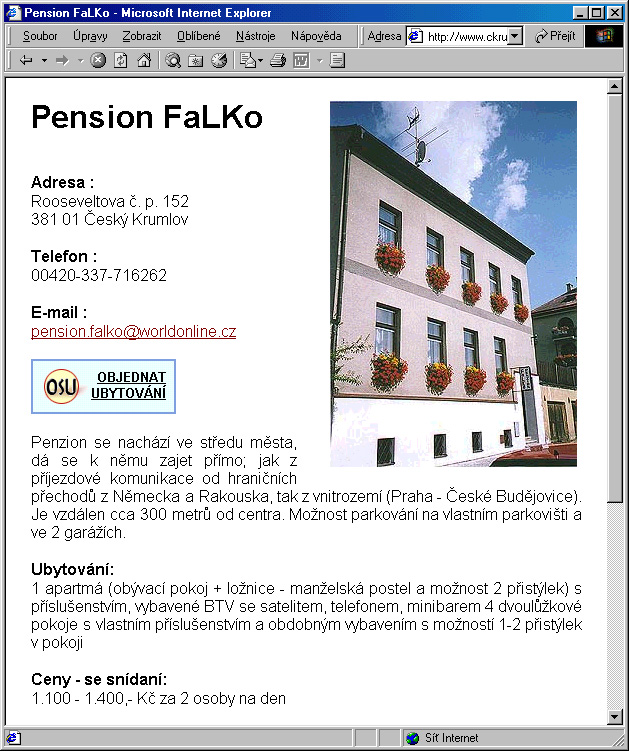 Pension FaLKo - Microsoft Internet Explorer
Soubor Úpravy Zobrazit Oblíbené Nástroje Nápověda Adresa http://www.ckru Přejít
Pension FaLKo
Adresa :
Rooseveltova č. p. 152
381 01 Český Krumlov
Telefon :
00420-337-716262
E-mail :
pension.falko@worldonline.cz
OSU OBJEDNAT
UBYTOVÁNÍ
Penzion se nachází ve středu města,
dá se k němu zajet přímo; jak z
příjezdové komunikace od hraničních
přechodů z Německa a Rakouska, tak z vnitrozemí (Praha - České Budějovice).
Je vzdálen cca 300 metrů od centra. Možnost parkování na vlastním parkovišti a
ve 2 garážích.
Ubytování:
1 apartmá (obývací pokoj + ložnice - manželská postel a možnost 2 přistýlek) s
příslušenstvím, vybavené BTV se satelitem, telefonem, minibarem 4 dvoulůžkové
pokoje s vlastním příslušenstvím a obdobným vybavením s možností 1-2 přistýlek
v pokoji
Ceny - se snídaní:
1.100 - 1.400,- Kč za 2 osoby na den
Síť Internet